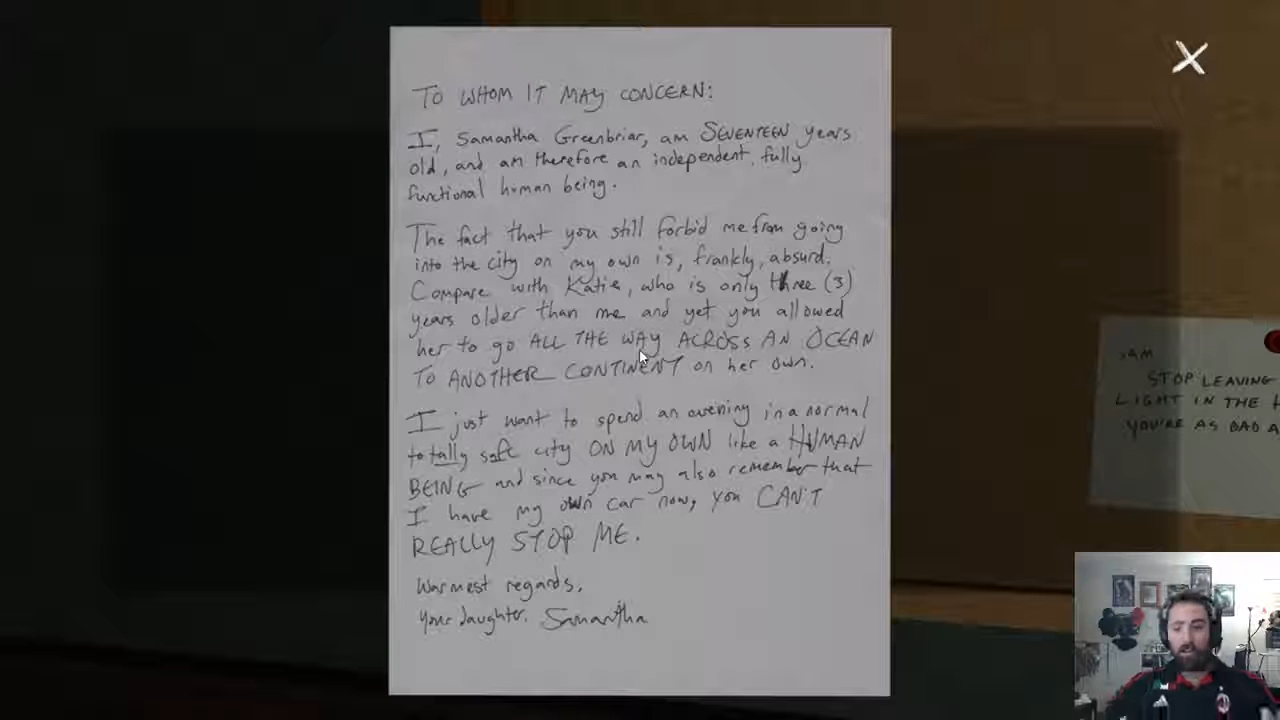 TO WHOM IT MAY CONCERN:
I, Samantha Greenbriar, am SEVENTEEN years
old, and am therefore an independent, fully
functional human being.
The fact that you still forbid me from going
into the city on my own is, frankly, absurd.
Compare with Katie, who is only three (3)
years older than me and yet you allowed
her to go ALL THE WAY ACROSS AN OCEAN
TO ANOTHER CONTINENT on her own.
I just want to spend an evening in a normal
totally safe city ON MY OWN like a HUMAN
BEING and since you may also remember that
I have my own car now, you CAN'T
REALLY STOP ME.
Warmest regards,
Your daughter, Samantha
SAM
STOP LEAVING
LIGHT IN THE
YOU'RE AS BAD